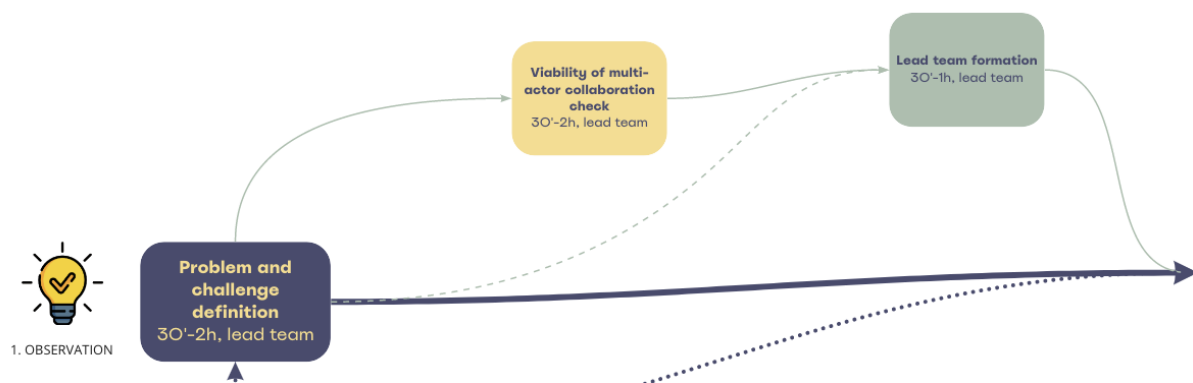 Viability of multi-
actor collaboration
check
30'-2h, lead team
Lead team formation
30'-1h, lead team
Problem and
challenge
definition
30'-2h, lead team
1. OBSERVATION